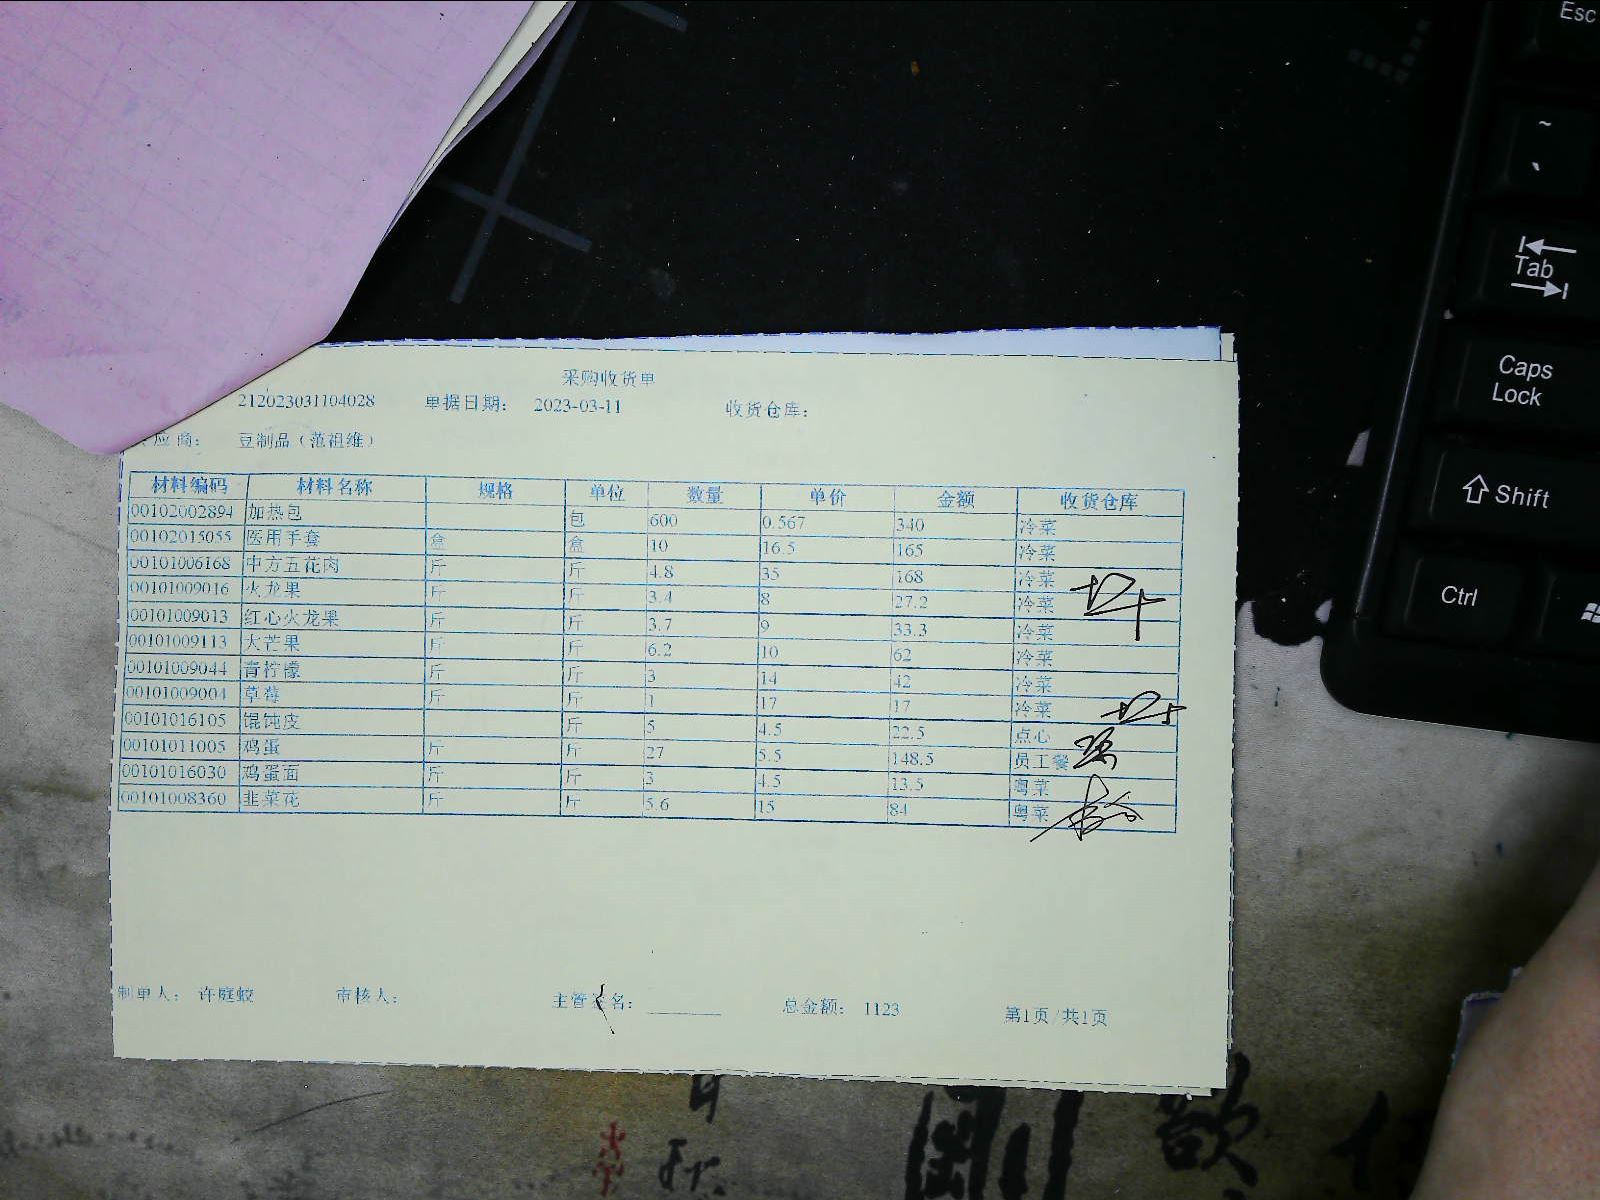 Esc
~
`
Tab
Caps
Lock
Shift
Ctrl
采购收货单
212023031104028 单据日期: 2023-03-11 收货仓库:
应商: 豆制品（范祖维）
材料编码 材料名称 规格 单位 数量 单价 金额 收货仓库
00102002894 加热包 包 600 0.567 340 冷菜
00102015055 医用手套 盒 盒 10 16.5 165 冷菜
00101006168 中方五花肉 斤 斤 4.8 35 168 冷菜
00101009016 火龙果 斤 斤 3.4 8 27.2 冷菜
00101009013 红心火龙果 斤 斤 3.7 9 33.3 冷菜
00101009113 大芒果 斤 斤 6.2 10 62 冷菜
00101009044 青柠檬 斤 斤 3 14 42 冷菜
00101009004 草莓 斤 斤 1 17 17 冷菜
00101016105 馄饨皮 斤 5 4.5 22.5 点心
00101011005 鸡蛋 斤 斤 27 5.5 148.5 员工餐
00101016030 鸡蛋面 斤 斤 3 4.5 13.5 粤菜
00101008360 韭菜花 斤 斤 5.6 15 84 粤菜
制单人: 许庭蛟 审核人: 主管签名: 总金额: 1123 第1页/共1页